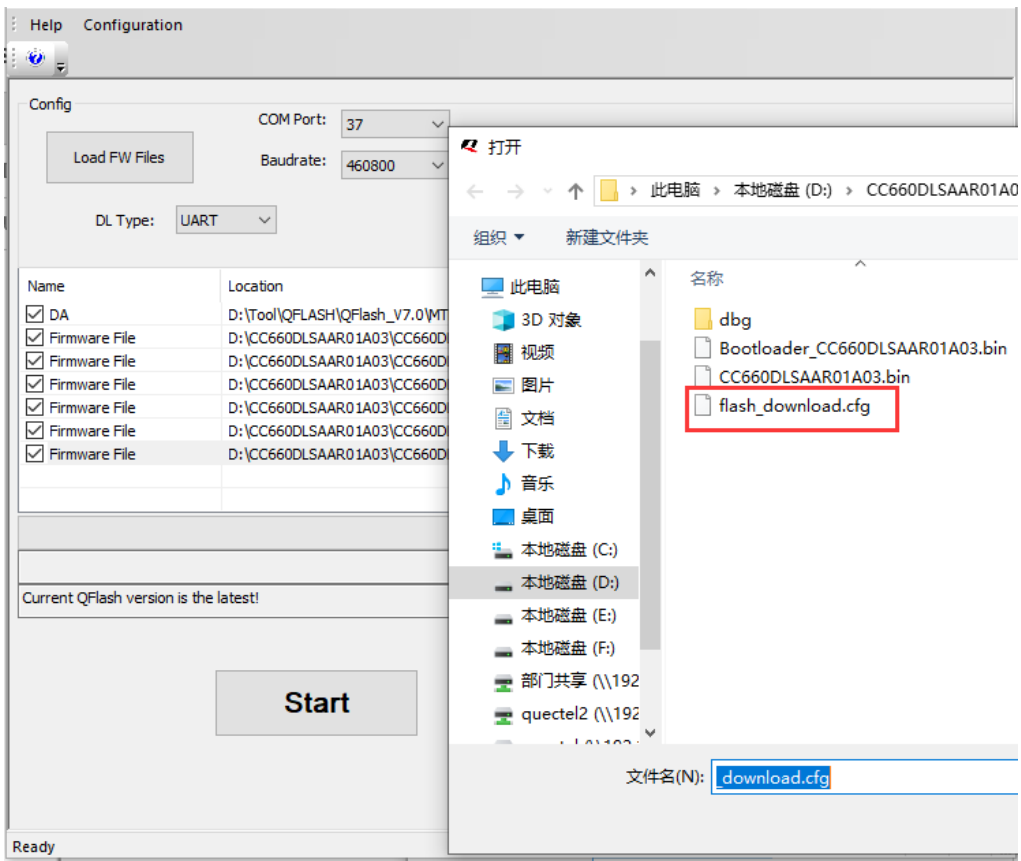 Help Configuration
Config
Load FW Files
COM Port: 37
Baudrate: 460800
DL Type: UART
Name Location
DA D:\Tool\QFLASH\QFlash_V7.0\MT
Firmware File D:\CC660DLSAAR01A03\CC660D
Firmware File D:\CC660DLSAAR01A03\CC660D
Firmware File D:\CC660DLSAAR01A03\CC660D
Firmware File D:\CC660DLSAAR01A03\CC660D
Firmware File D:\CC660DLSAAR01A03\CC660D
Firmware File D:\CC660DLSAAR01A03\CC660D
Current QFlash version is the latest!
Start
Ready
打开
此电脑 › 本地磁盘 (D:) › CC660DLSAAR01A0
组织 新建文件夹
此电脑
3D 对象
视频
图片
文档
下载
音乐
桌面
本地磁盘 (C:)
本地磁盘 (D:)
本地磁盘 (E:)
本地磁盘 (F:)
部门共享 (\\192
quectel2 (\\192
名称
dbg
Bootloader_CC660DLSAAR01A03.bin
CC660DLSAAR01A03.bin
flash_download.cfg
文件名(N): _download.cfg